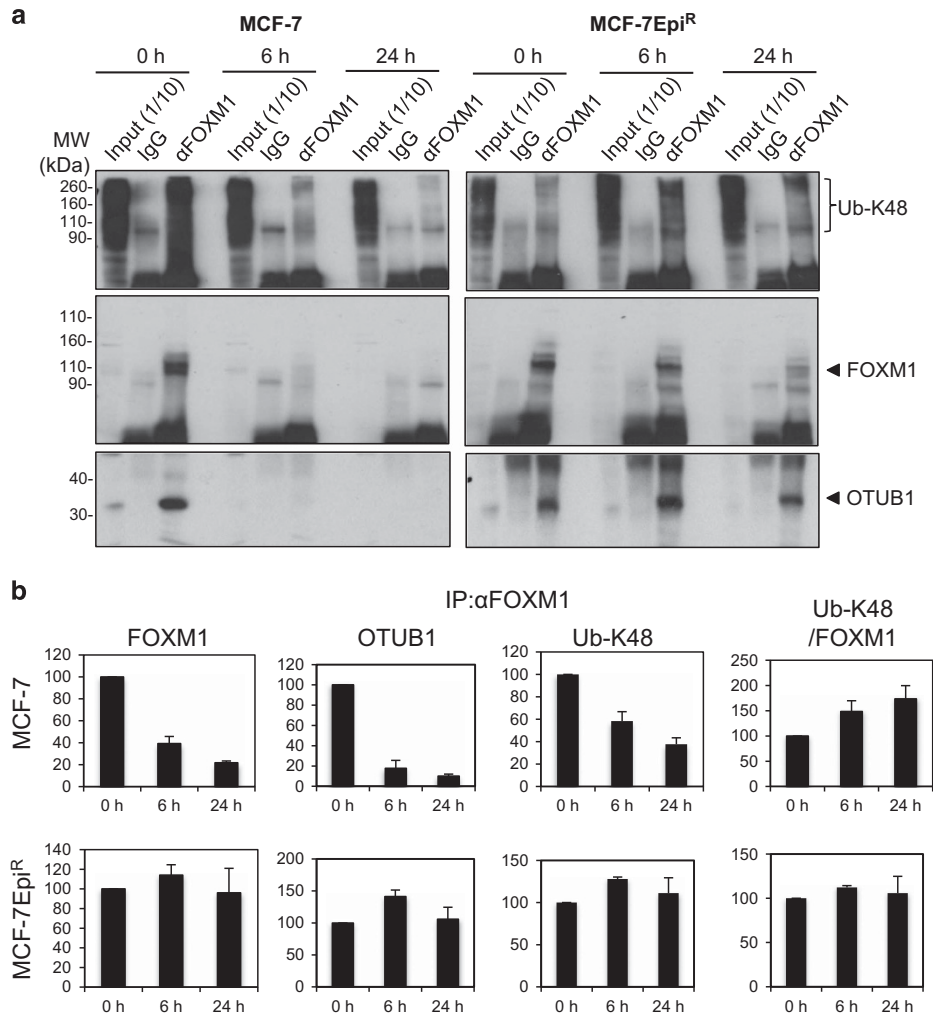 a
MCF-7
MCF-7EpiR
0 h
6 h
24 h
0 h
6 h
24 h
Input (1/10)
IgG
αFOXM1
Input (1/10)
IgG
αFOXM1
Input (1/10)
IgG
αFOXM1
Input (1/10)
IgG
αFOXM1
Input (1/10)
IgG
αFOXM1
Input (1/10)
IgG
αFOXM1
MW
(kDa)
260-
160-
110-
90-
Ub-K48
110-
160-
110-
90-
FOXM1
40-
30-
OTUB1
b
IP:αFOXM1
FOXM1
OTUB1
Ub-K48
Ub-K48
/FOXM1
MCF-7
120
100
80
60
40
20
0
0 h
6 h
24 h
120
100
80
60
40
20
0
0 h
6 h
24 h
120
100
80
60
40
20
0
0 h
6 h
24 h
250
200
150
100
50
0
0 h
6 h
24 h
MCF-7EpiR
140
120
100
80
60
40
20
0
0 h
6 h
24 h
200
150
100
50
0
0 h
6 h
24 h
150
100
50
0
0 h
6 h
24 h
150
100
50
0
0 h
6 h
24 h